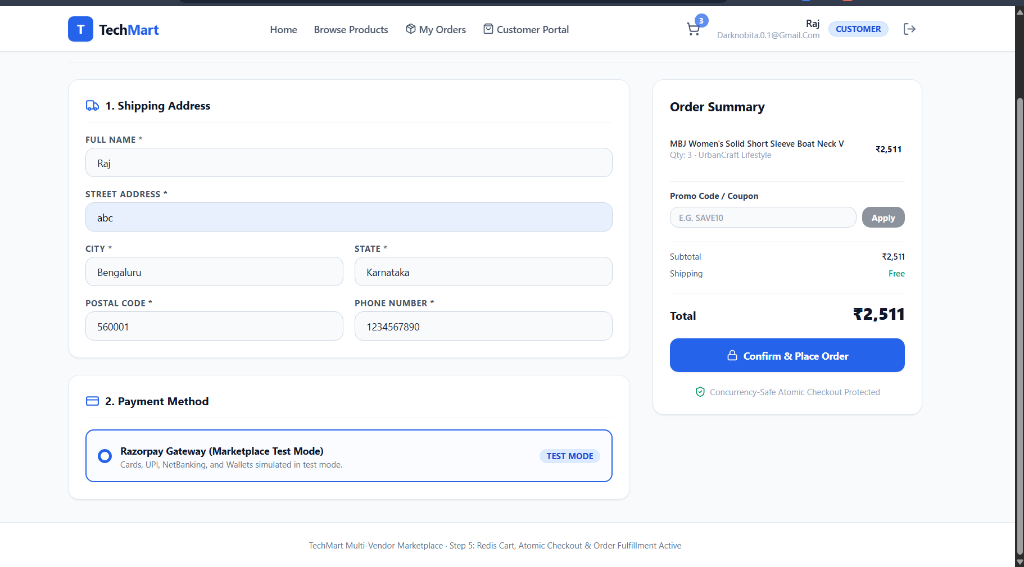 T TechMart
Home Browse Products My Orders Customer Portal
3
Raj
Darknobita.0.1@Gmail.Com
CUSTOMER
1. Shipping Address
FULL NAME *
Raj
STREET ADDRESS *
abc
CITY * STATE *
Bengaluru Karnataka
POSTAL CODE * PHONE NUMBER *
560001 1234567890
2. Payment Method
Razorpay Gateway (Marketplace Test Mode)
Cards, UPI, NetBanking, and Wallets simulated in test mode.
TEST MODE
Order Summary
MBJ Women's Solid Short Sleeve Boat Neck V ₹2,511
Qty: 3 · UrbanCraft Lifestyle
Promo Code / Coupon
E.G. SAVE10 Apply
Subtotal ₹2,511
Shipping Free
Total ₹2,511
Confirm & Place Order
Concurrency-Safe Atomic Checkout Protected
TechMart Multi-Vendor Marketplace · Step 5: Redis Cart, Atomic Checkout & Order Fulfillment Active